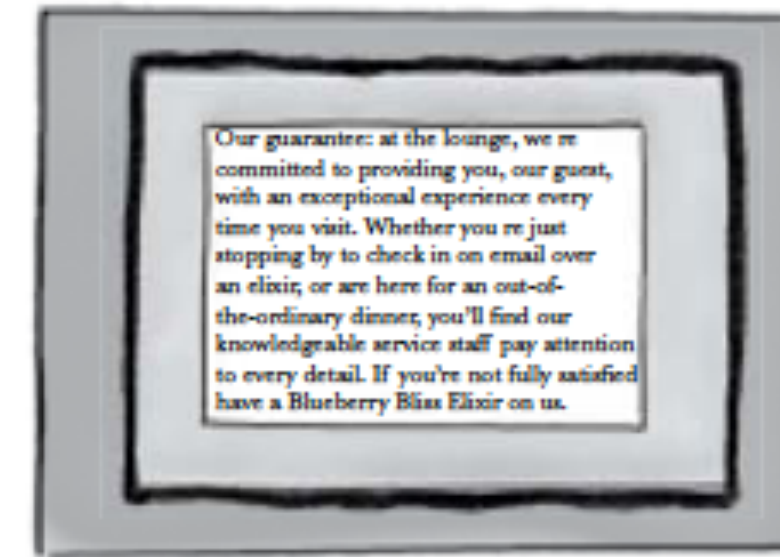 Our guarantee: at the lounge, we re
committed to providing you, our guest,
with an exceptional experience every
time you visit. Whether you re just
stopping by to check in on email over
an elixir, or are here for an out-of-
the-ordinary dinner, you'll find our
knowledgeable service staff pay attention
to every detail. If you're not fully satisfied
have a Blueberry Bliss Elixir on us.